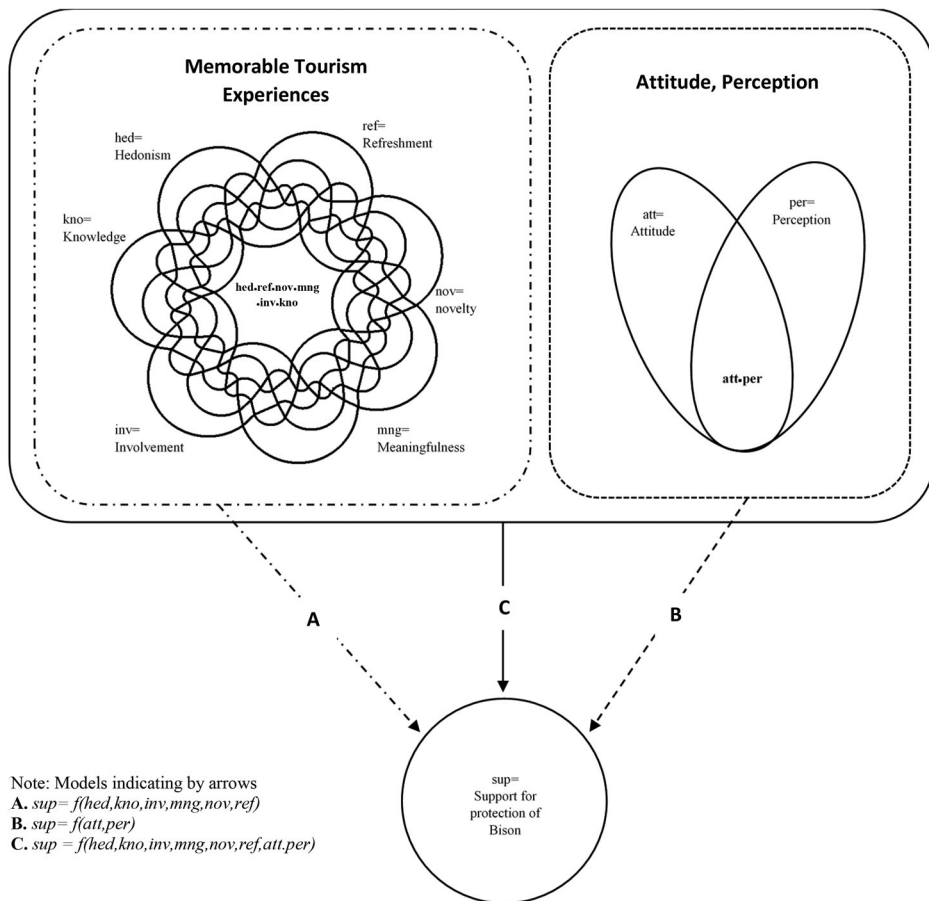 Memorable Tourism
Experiences
Attitude, Perception
hed=
Hedonism
ref=
Refreshment
kno=
Knowledge
hed•ref•nov•mng
•inv•kno
nov=
novelty
inv=
Involvement
mng=
Meaningfulness
att=
Attitude
per=
Perception
att•per
A
C
B
sup=
Support for
protection of
Bison
Note: Models indicating by arrows
A. sup= f(hed,kno,inv,mng,nov,ref)
B. sup= f(att,per)
C. sup = f(hed,kno,inv,mng,nov,ref,att.per)